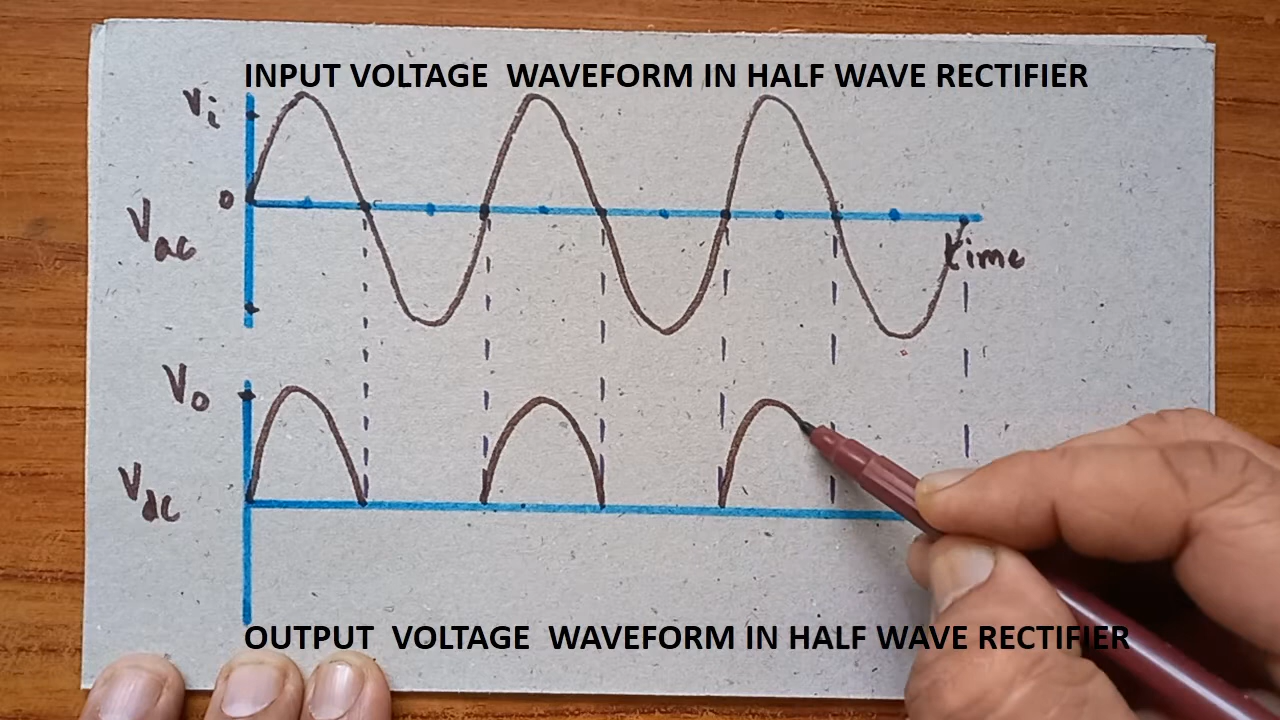 INPUT VOLTAGE WAVEFORM IN HALF WAVE RECTIFIER
Vi
0
Vac
time
Vo
Vdc
OUTPUT VOLTAGE WAVEFORM IN HALF WAVE RECTIFIER